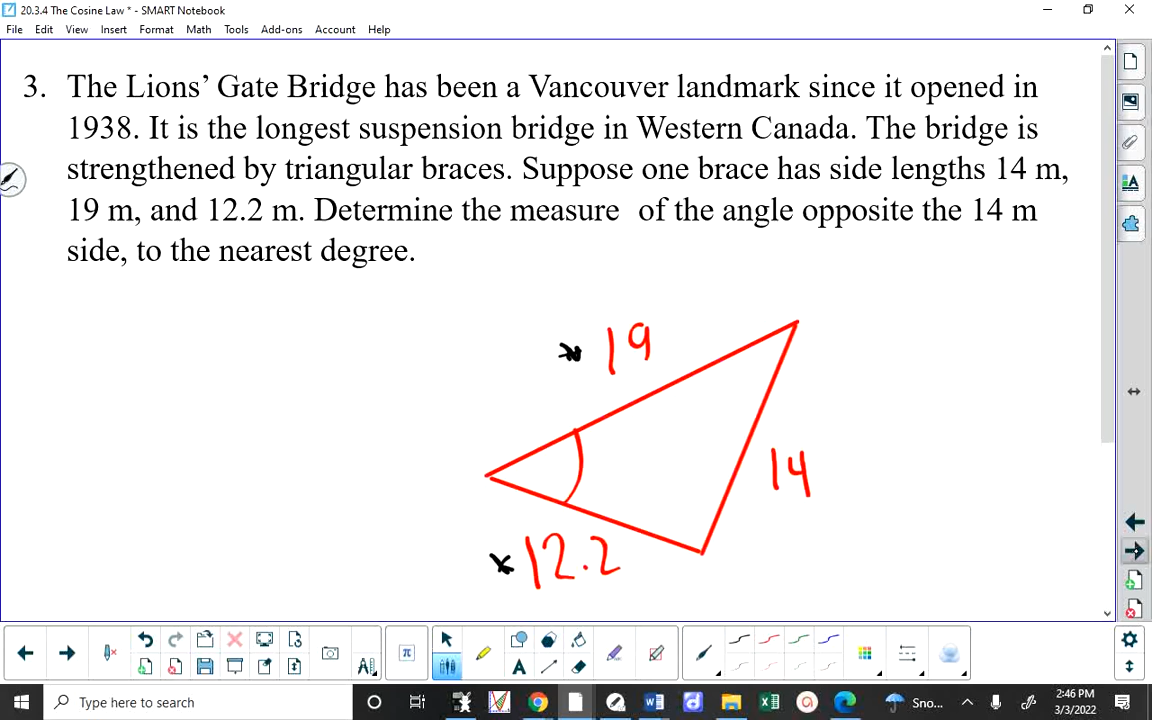 20.3.4 The Cosine Law * - SMART Notebook
File Edit View Insert Format Math Tools Add-ons Account Help
3. The Lions’ Gate Bridge has been a Vancouver landmark since it opened in
1938. It is the longest suspension bridge in Western Canada. The bridge is
strengthened by triangular braces. Suppose one brace has side lengths 14 m,
19 m, and 12.2 m. Determine the measure of the angle opposite the 14 m
side, to the nearest degree.
* 19
14
* 12.2
Type here to search
Sno...
2:46 PM
3/3/2022